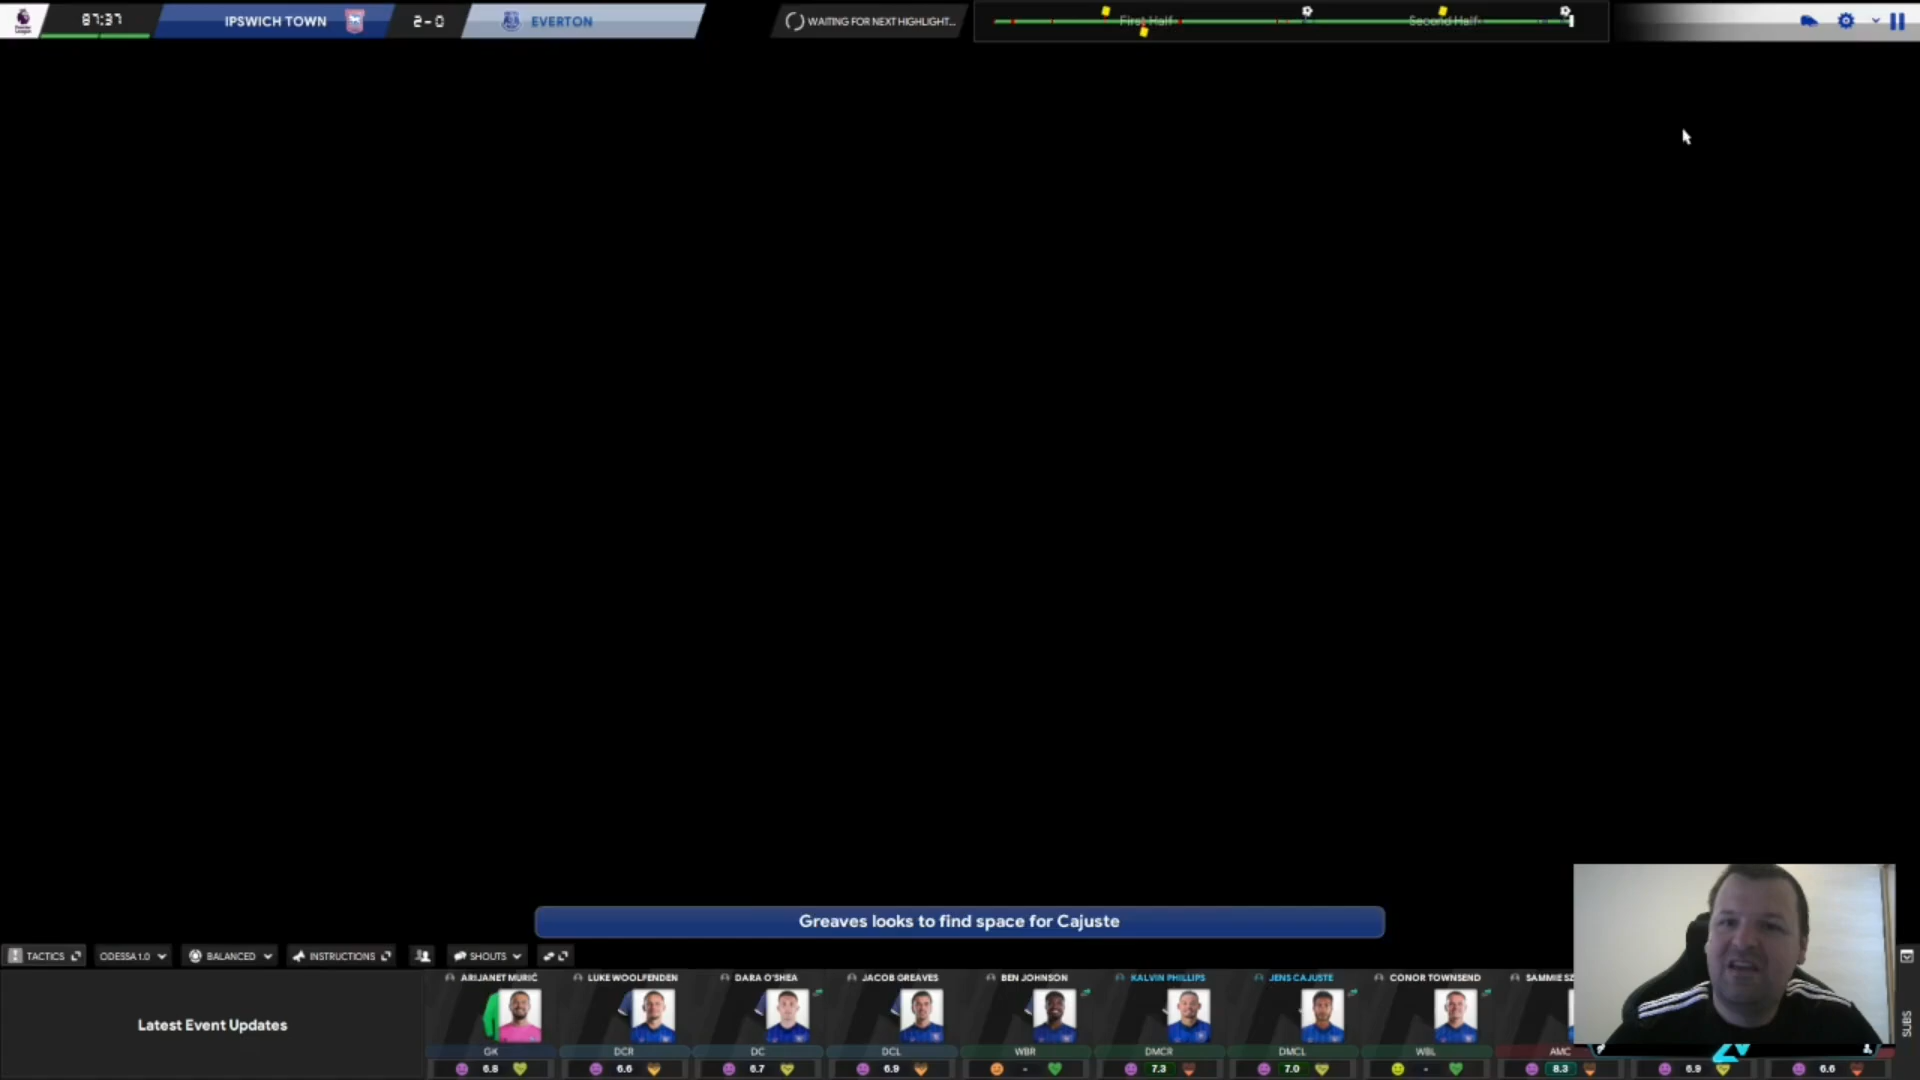 87:37 IPSWICH TOWN 2-0 EVERTON WAITING FOR NEXT HIGHLIGHT... First Half Second Half
Greaves looks to find space for Cajuste
TACTICS ODESSA 1.0 BALANCED INSTRUCTIONS SHOUTS
Latest Event Updates
ARIJANET MURIĆ LUKE WOOLFENDEN DARA O'SHEA JACOB GREAVES BEN JOHNSON KALVIN PHILLIPS JENS CAJUSTE CONOR TOWNSEND SAMMIE SZ
GK DCR DC DCL WBR DMCR DMCL WBL AMC
6.8 6.6 6.7 6.9 - 7.3 7.0 - 8.3 6.9 6.6
SUBS